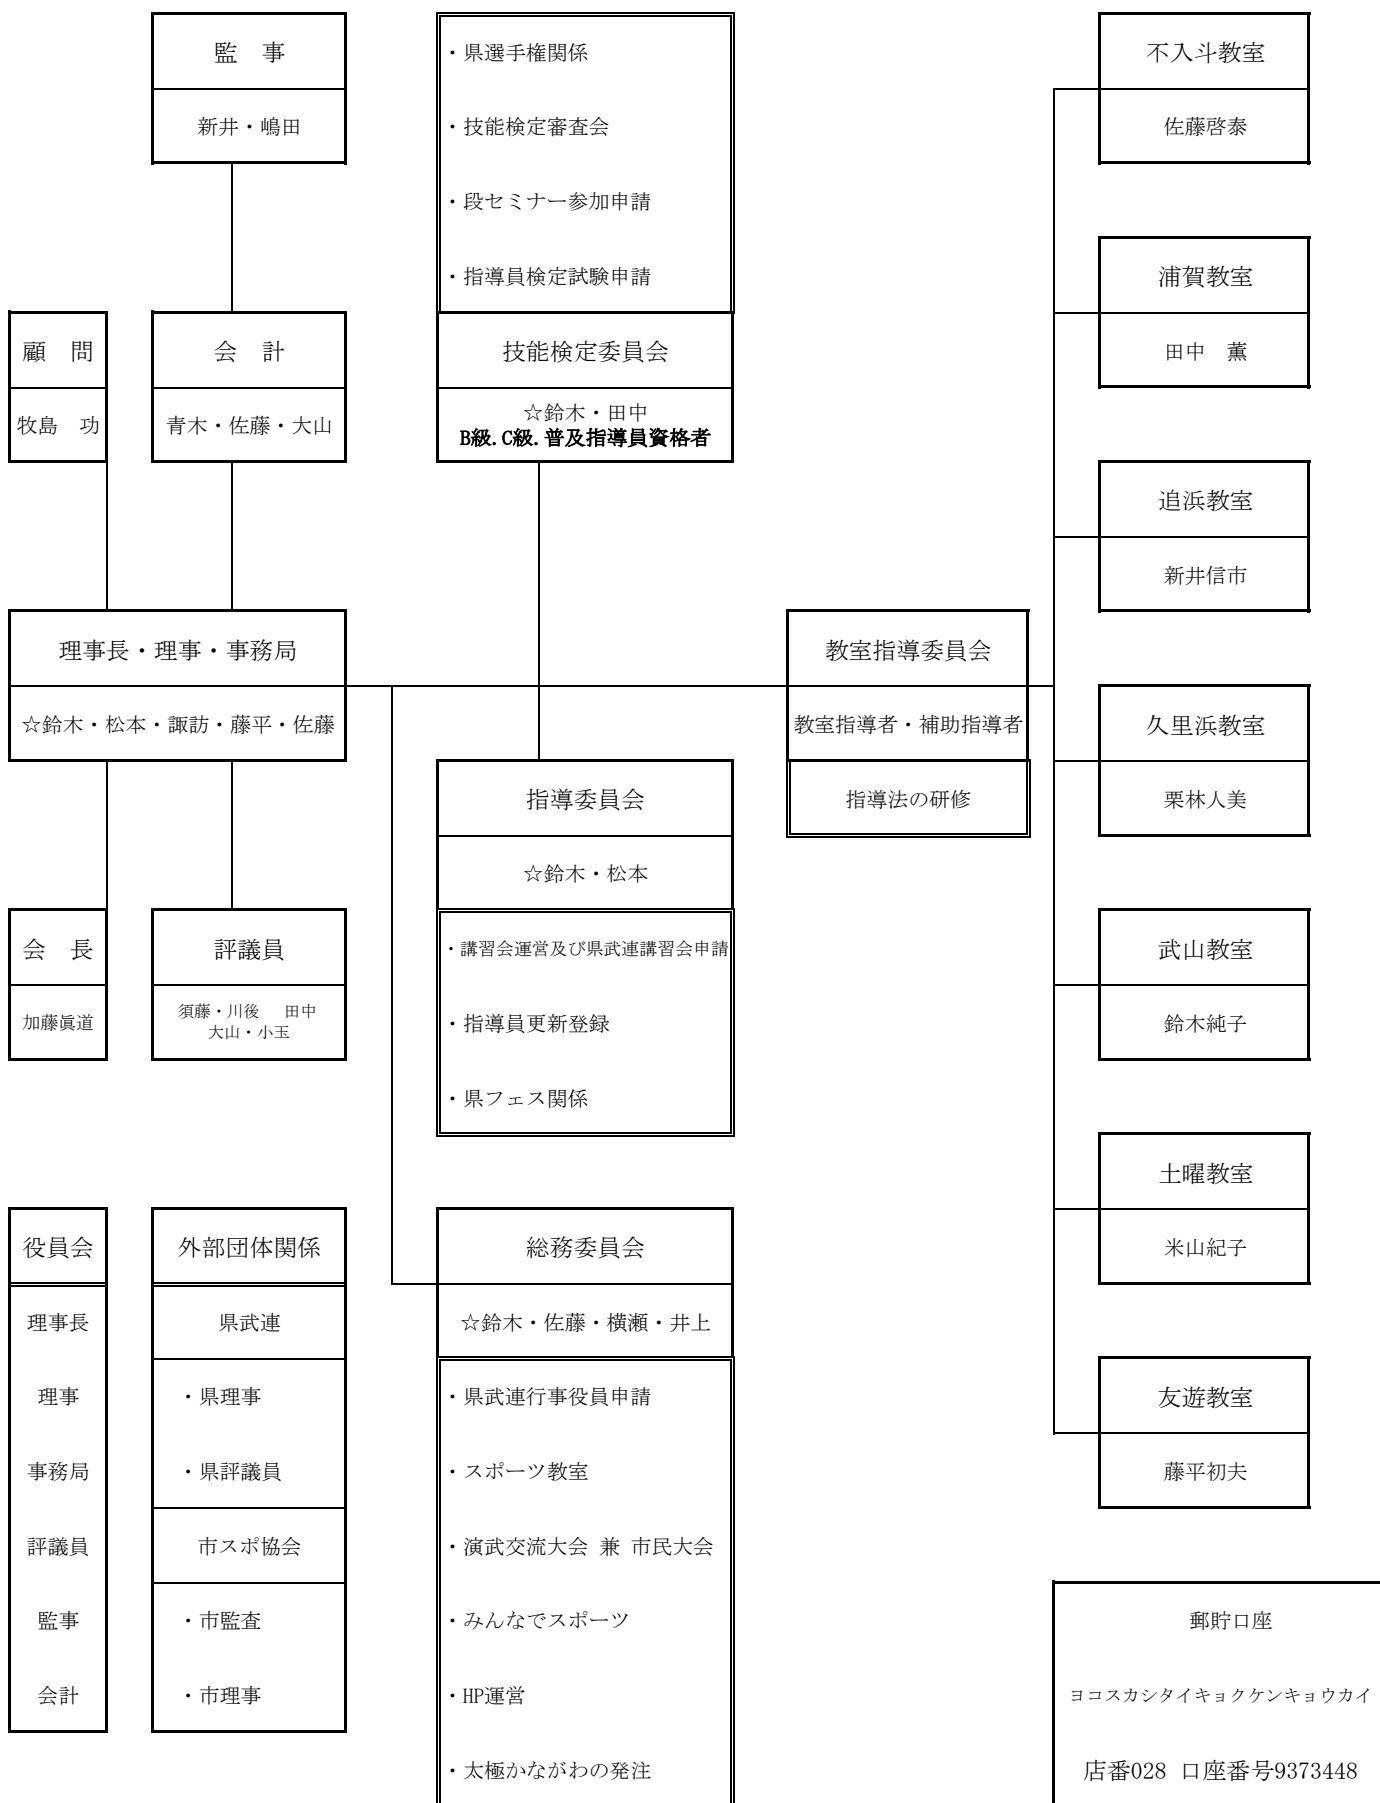 監　事
新井・嶋田
・県選手権関係
・技能検定審査会
・段セミナー参加申請
・指導員検定試験申請
顧　問
牧島　功
会　計
青木・佐藤・大山
技能検定委員会
☆鈴木・田中
B級.C級.普及指導員資格者
理事長・理事・事務局
☆鈴木・松本・諏訪・藤平・佐藤
教室指導委員会
教室指導者・補助指導者
指導法の研修
指導委員会
☆鈴木・松本
・講習会運営及び県武連講習会申請
・指導員更新登録
・県フェス関係
会　長
加藤眞道
評議員
須藤・川後　田中
大山・小玉
役員会
理事長
理事
事務局
評議員
監事
会計
外部団体関係
県武連
・県理事
・県評議員
市スポ協会
・市監査
・市理事
総務委員会
☆鈴木・佐藤・横瀬・井上
・県武連行事役員申請
・スポーツ教室
・演武交流大会 兼 市民大会
・みんなでスポーツ
・HP運営
・太極かながわの発注
不入斗教室
佐藤啓泰
浦賀教室
田中　薫
追浜教室
新井信市
久里浜教室
栗林人美
武山教室
鈴木純子
土曜教室
米山紀子
友遊教室
藤平初夫
郵貯口座
ヨコスカシタイキョクケンキョウカイ
店番028 口座番号9373448